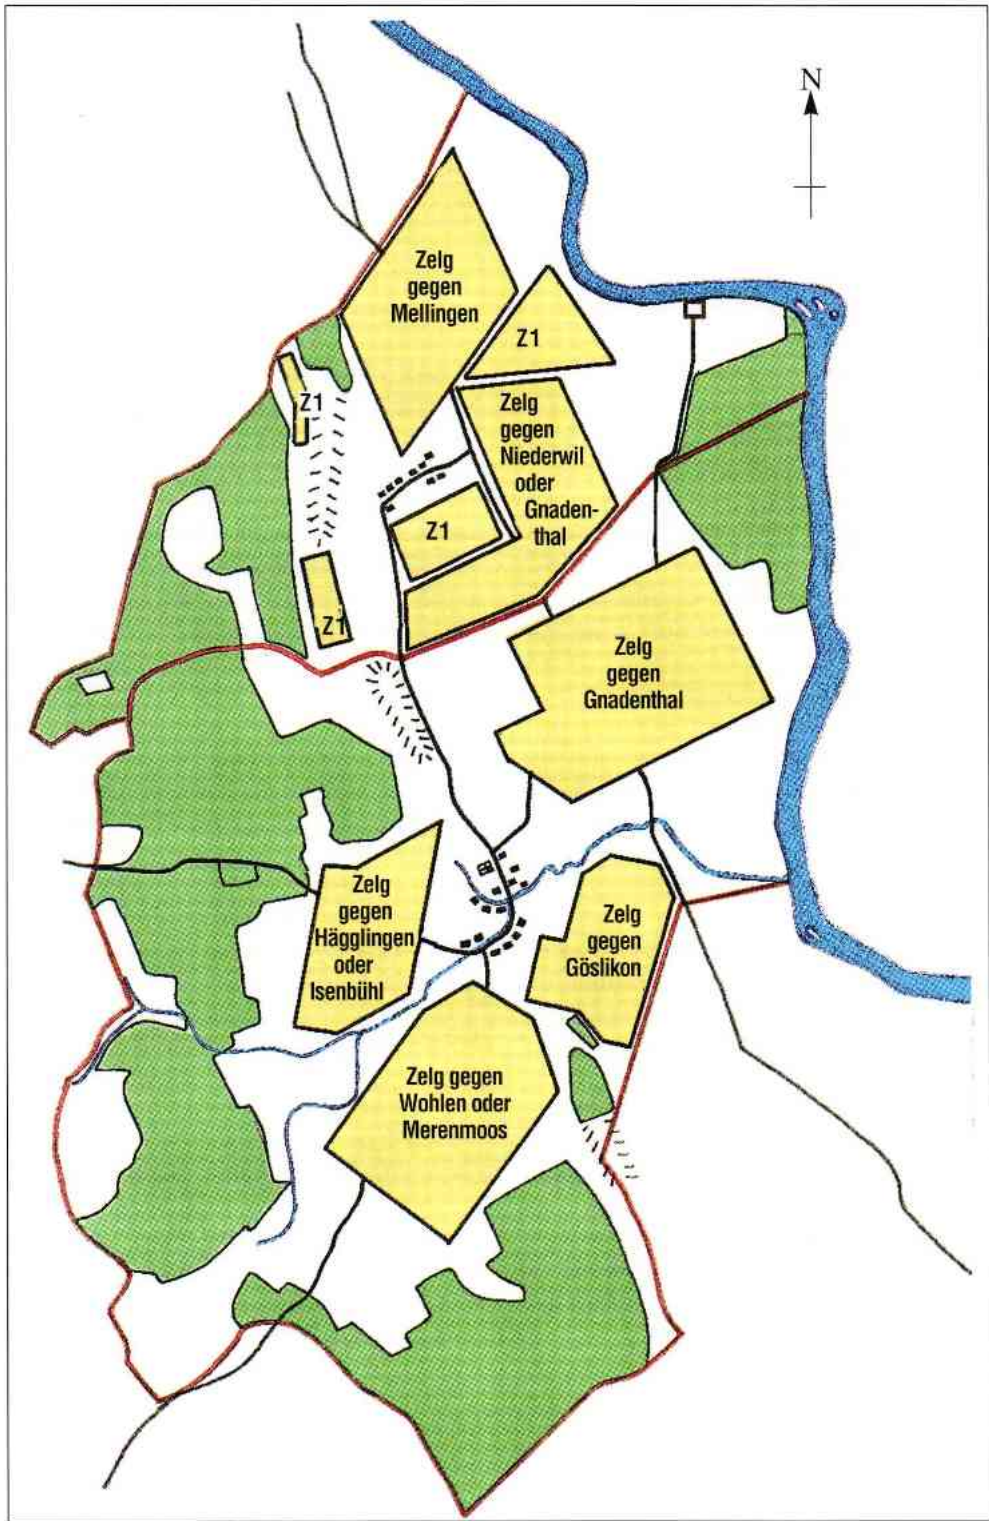 N
Zelg
gegen
Mellingen
Z1
Z1
Zelg
gegen
Niederwil
oder
Gnaden-
thal
Z1
Z1
Zelg
gegen
Gnadenthal
Zelg
gegen
Hägglingen
oder
Isenbühl
Zelg
gegen
Göslikon
Zelg gegen
Wohlen oder
Merenmoos